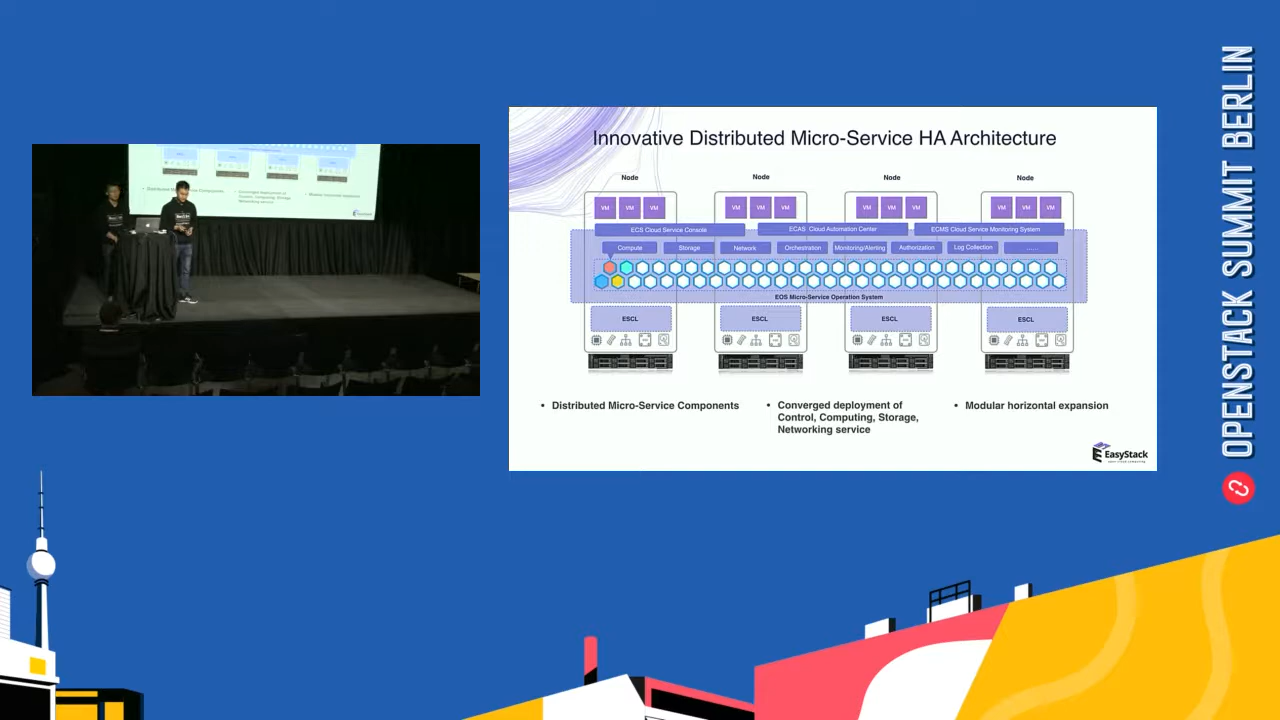 Innovative Distributed Micro-Service HA Architecture
Node Node Node Node
VM VM VM VM VM VM VM VM VM VM VM VM
ECS Cloud Service Console ECAS Cloud Automation Center ECMS Cloud Service Monitoring System
Compute Storage Network Orchestration Monitoring/Alerting Authorization Log Collection ......
EOS Micro-Service Operation System
ESCL ESCL ESCL ESCL
• Distributed Micro-Service Components
• Converged deployment of
Control, Computing, Storage,
Networking service
• Modular horizontal expansion
EasyStack
OPENSTACK SUMMIT BERLIN